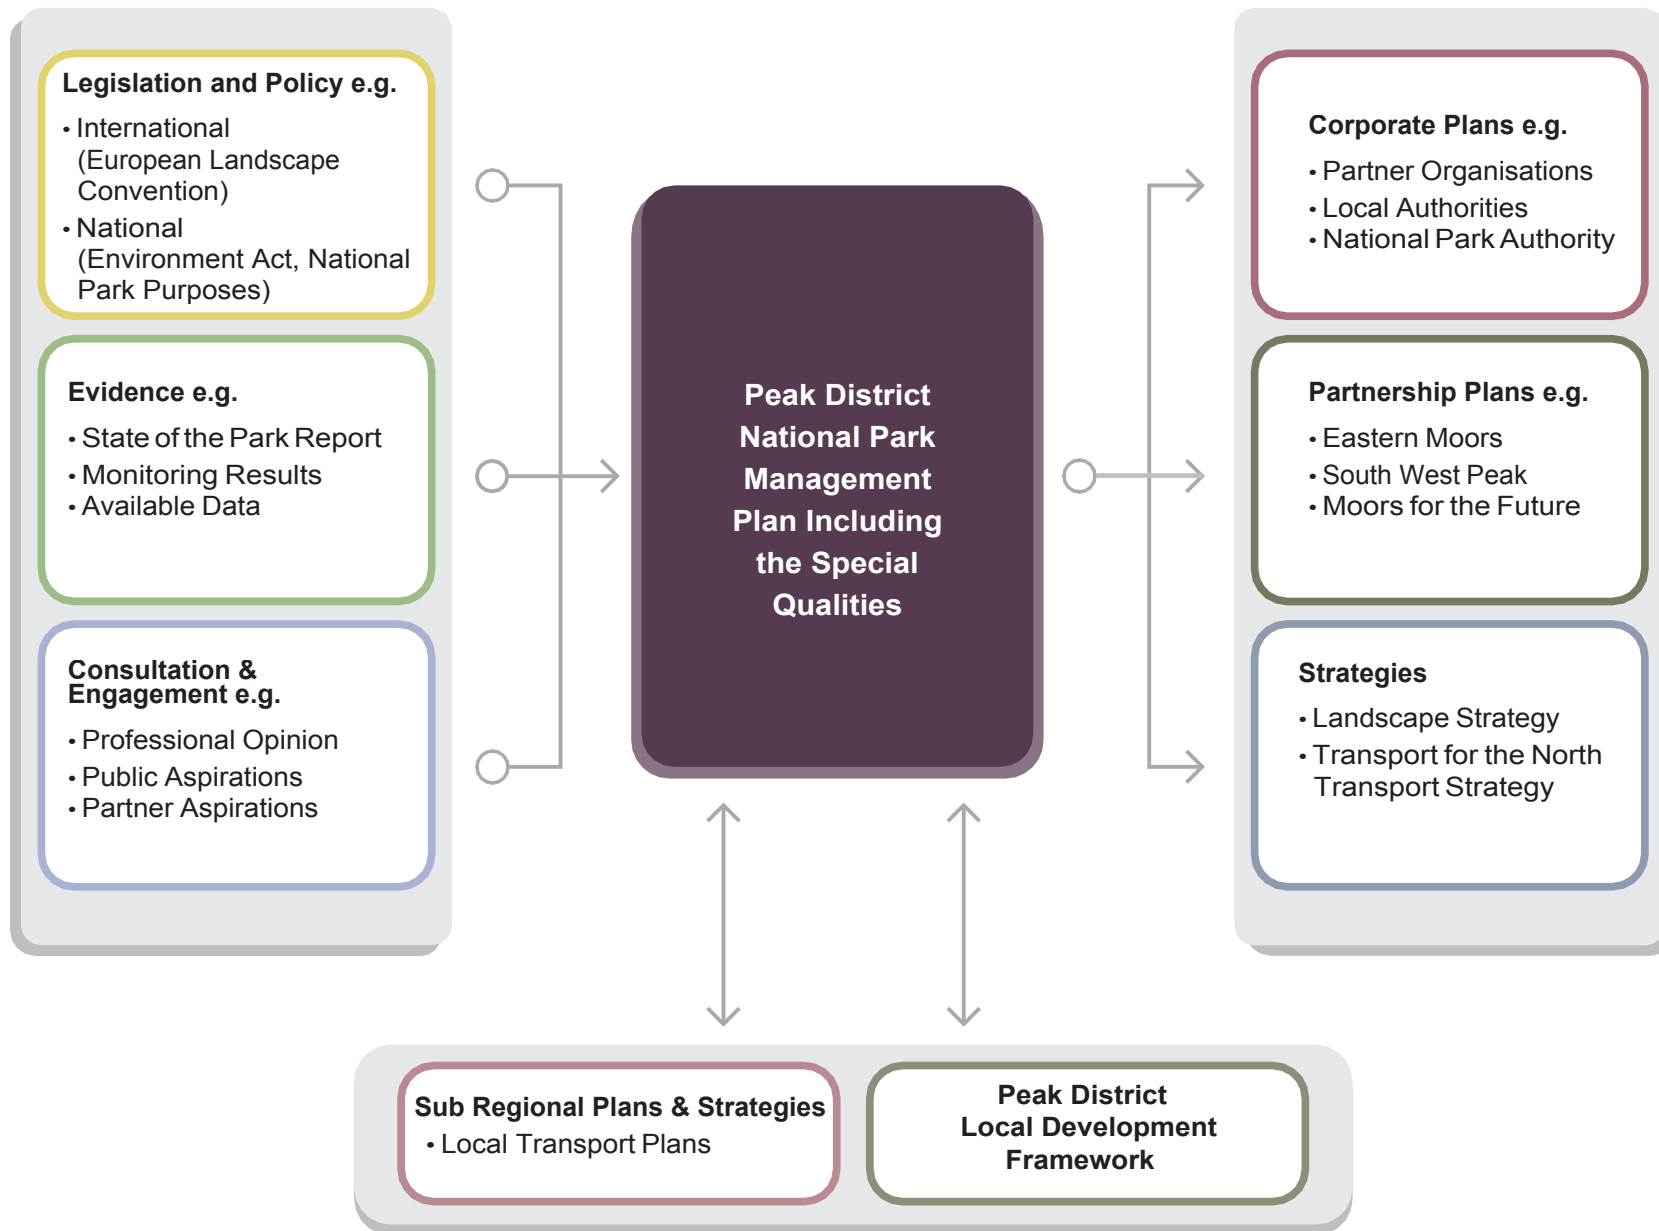 Legislation and Policy e.g.
• International
(European Landscape
Convention)
• National
(Environment Act, National
Park Purposes)
Evidence e.g.
• State of the Park Report
• Monitoring Results
• Available Data
Consultation &
Engagement e.g.
• Professional Opinion
• Public Aspirations
• Partner Aspirations
Peak District
National Park
Management
Plan Including
the Special
Qualities
Corporate Plans e.g.
• Partner Organisations
• Local Authorities
• National Park Authority
Partnership Plans e.g.
• Eastern Moors
• South West Peak
• Moors for the Future
Strategies
• Landscape Strategy
• Transport for the North
Transport Strategy
Sub Regional Plans & Strategies
• Local Transport Plans
Peak District
Local Development
Framework